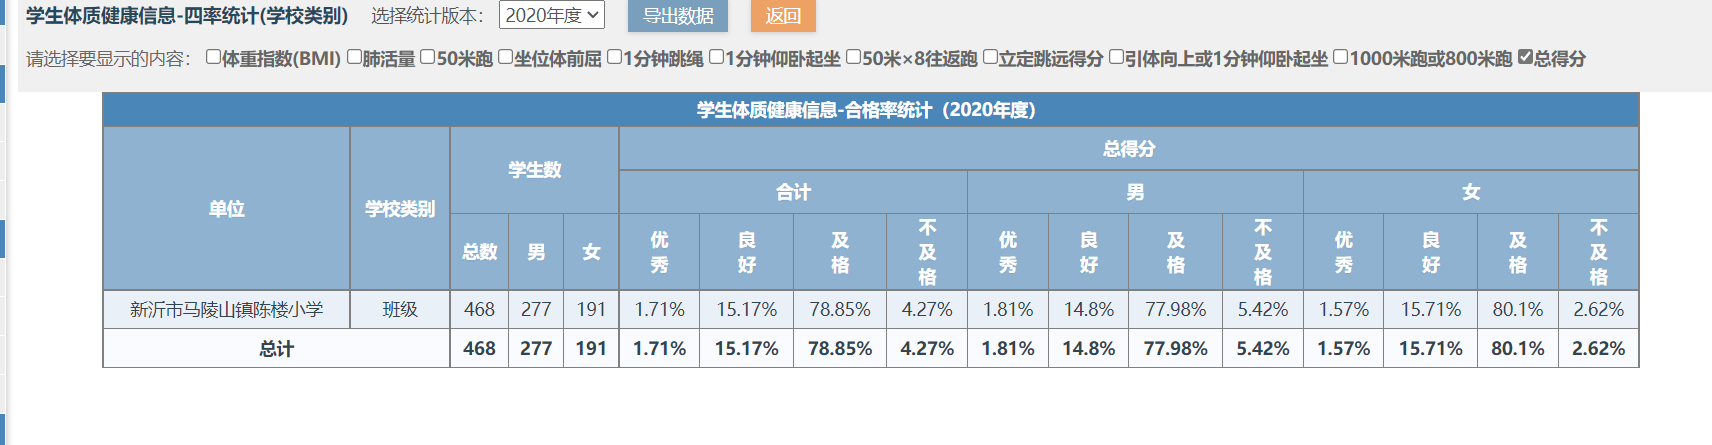 学生体质健康信息-四率统计(学校类别) 选择统计版本： 2020年度 导出数据 返回
请选择要显示的内容： 体重指数(BMI) 肺活量 50米跑 坐位体前屈 1分钟跳绳 1分钟仰卧起坐 50米×8往返跑 立定跳远得分 引体向上或1分钟仰卧起坐 1000米跑或800米跑 总得分
学生体质健康信息-合格率统计（2020年度）
单位 学校类别 学生数 总得分
合计 男 女
总数 男 女 优秀 良好 及格 不及格 优秀 良好 及格 不及格 优秀 良好 及格 不及格
新沂市马陵山镇陈楼小学 班级 468 277 191 1.71% 15.17% 78.85% 4.27% 1.81% 14.8% 77.98% 5.42% 1.57% 15.71% 80.1% 2.62%
总计 468 277 191 1.71% 15.17% 78.85% 4.27% 1.81% 14.8% 77.98% 5.42% 1.57% 15.71% 80.1% 2.62%